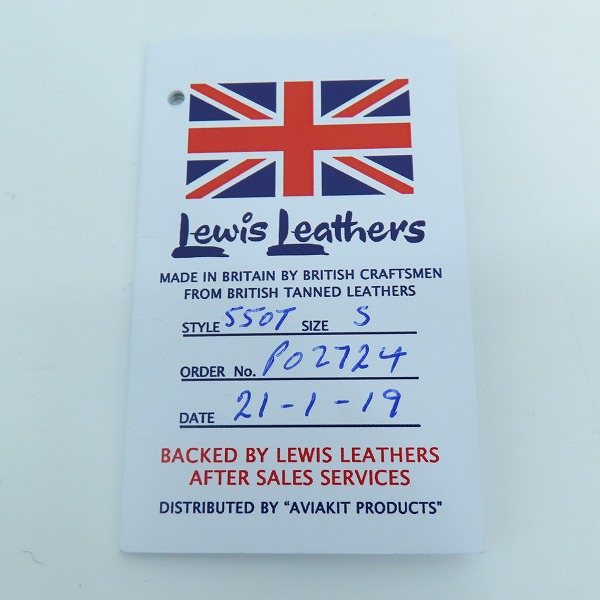 Lewis Leathers
MADE IN BRITAIN BY BRITISH CRAFTSMEN
FROM BRITISH TANNED LEATHERS
STYLE 550T SIZE S
ORDER No. PO2724
DATE 21-1-19
BACKED BY LEWIS LEATHERS
AFTER SALES SERVICES
DISTRIBUTED BY "AVIAKIT PRODUCTS"